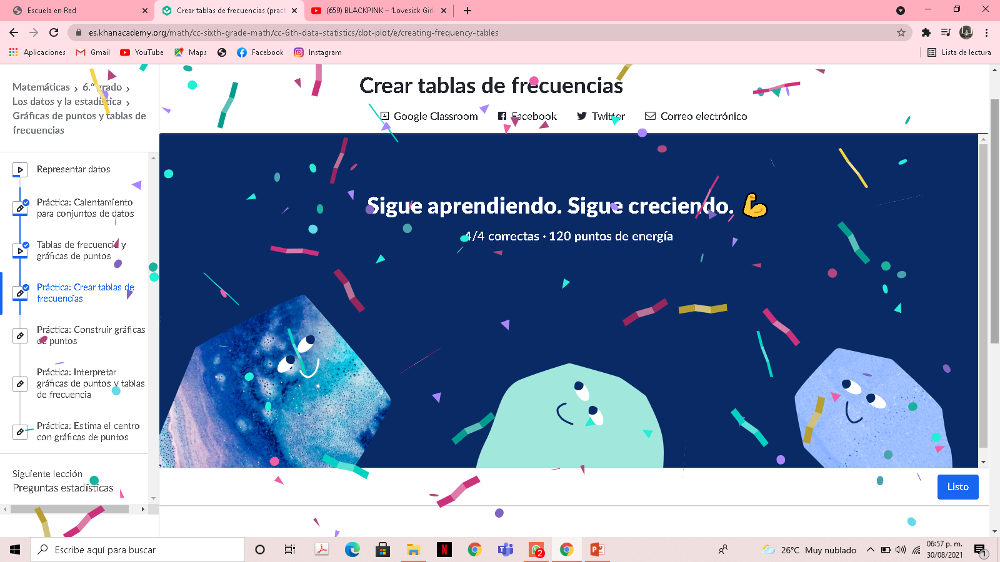 Escuela en Red
Crear tablas de frecuencias (pract
(659) BLACKPINK – 'Lovesick Girl
es.khanacademy.org/math/cc-sixth-grade-math/cc-6th-data-statistics/dot-plot/e/creating-frequency-tables
Aplicaciones
Gmail
YouTube
Maps
Facebook
Instagram
Lista de lectura
Matemáticas › 6.º grado ›
Los datos y la estadística ›
Gráficas de puntos y tablas de
frecuencias
Representar datos
Práctica: Calentamiento
para conjuntos de datos
Tablas de frecuencia y
gráficas de puntos
Práctica: Crear tablas de
frecuencias
Práctica: Construir gráficas
de puntos
Práctica: Interpretar
gráficas de puntos y tablas
de frecuencia
Práctica: Estima el centro
con gráficas de puntos
Siguiente lección
Preguntas estadísticas
Crear tablas de frecuencias
Google Classroom
Facebook
Twitter
Correo electrónico
Sigue aprendiendo. Sigue creciendo. 💪
4/4 correctas · 120 puntos de energía
Listo
Escribe aquí para buscar
2
26°C Muy nublado
06:57 p. m.
30/08/2021
1